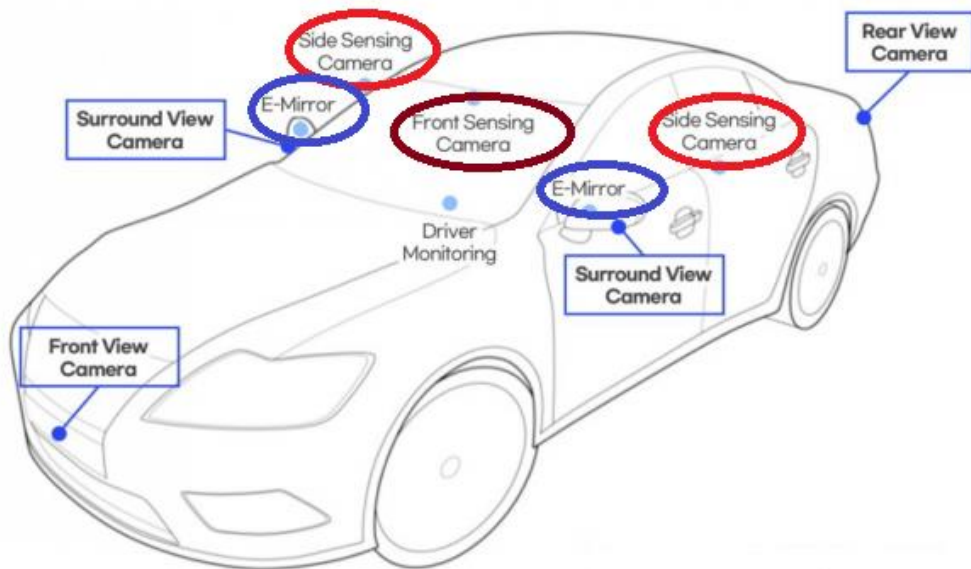 Side Sensing
Camera
Rear View
Camera
E-Mirror
Surround View
Camera
Front Sensing
Camera
Side Sensing
Camera
E-Mirror
Driver
Monitoring
Surround View
Camera
Front View
Camera